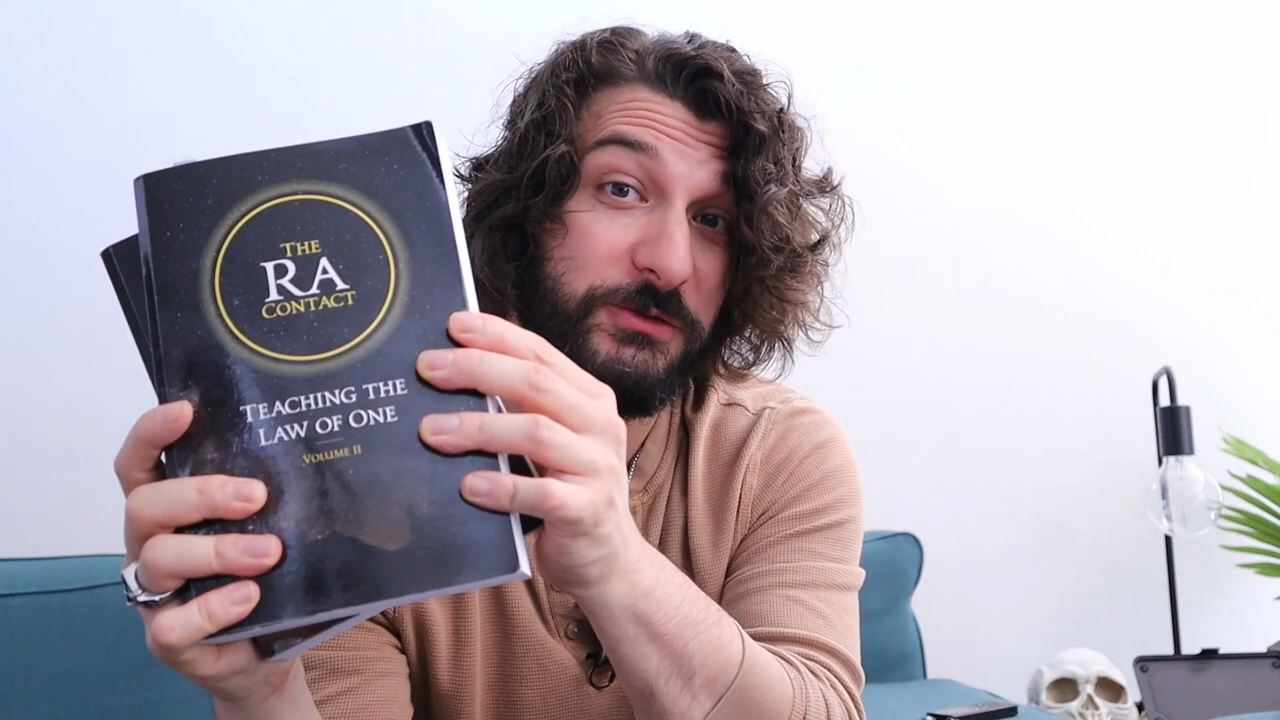 THE
RA
CONTACT
TEACHING THE
LAW OF ONE
VOLUME II